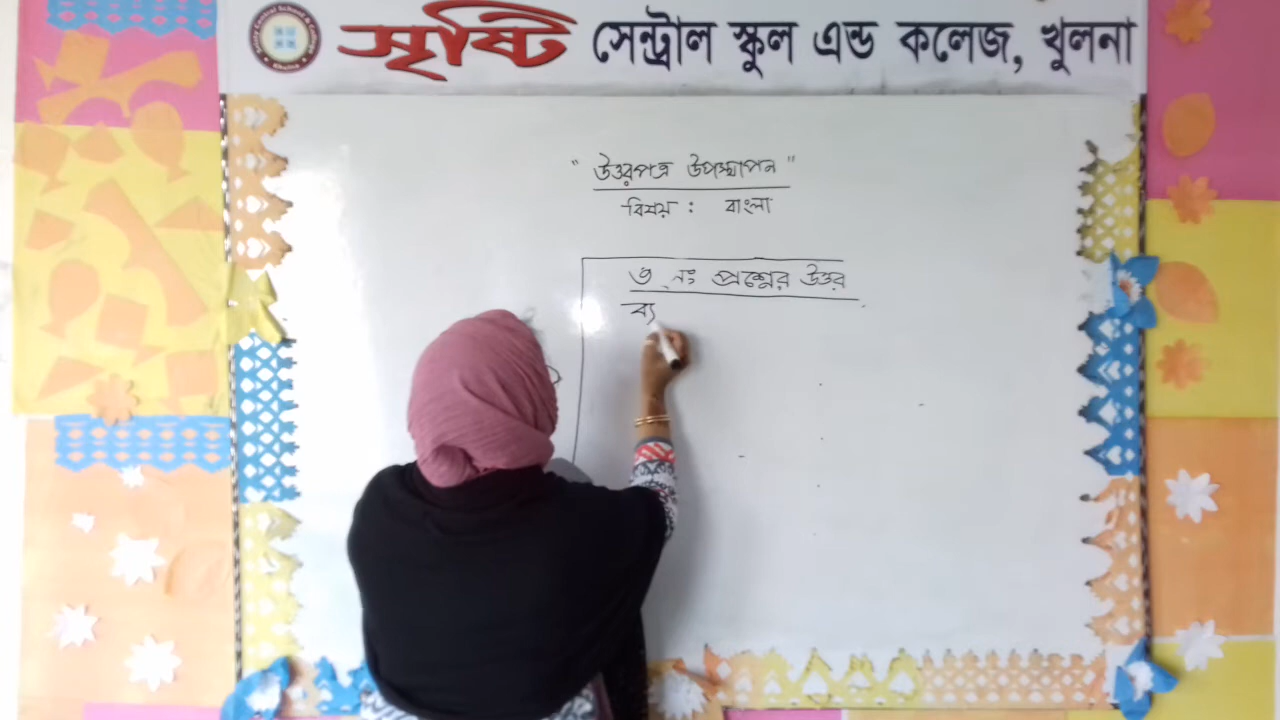 সৃষ্টি সেন্ট্রাল স্কুল এন্ড কলেজ, খুলনা
" উত্তরপত্র উপস্থাপন "
বিষয় : বাংলা
৩ নং প্রশ্নের উত্তর
ব্য